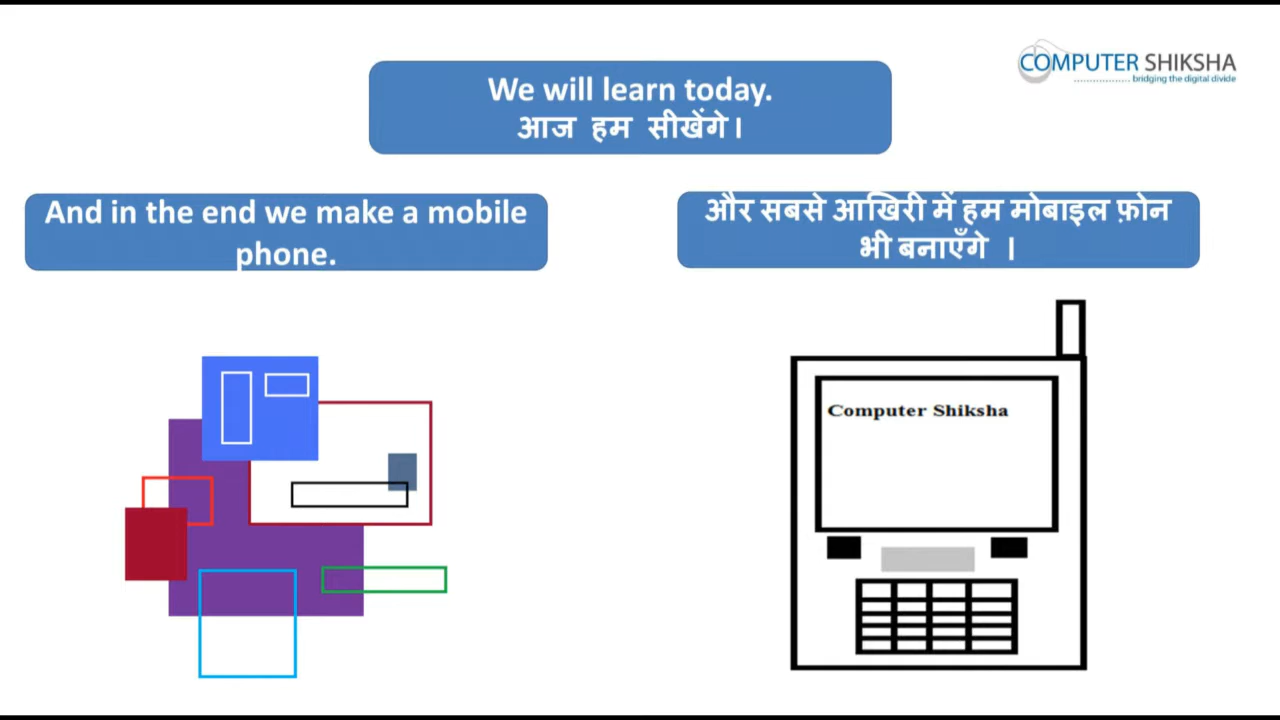 COMPUTER SHIKSHA
bridging the digital divide
We will learn today.
आज हम सीखेंगे।
And in the end we make a mobile
phone.
और सबसे आखिरी में हम मोबाइल फ़ोन
भी बनाएँगे ।
Computer Shiksha